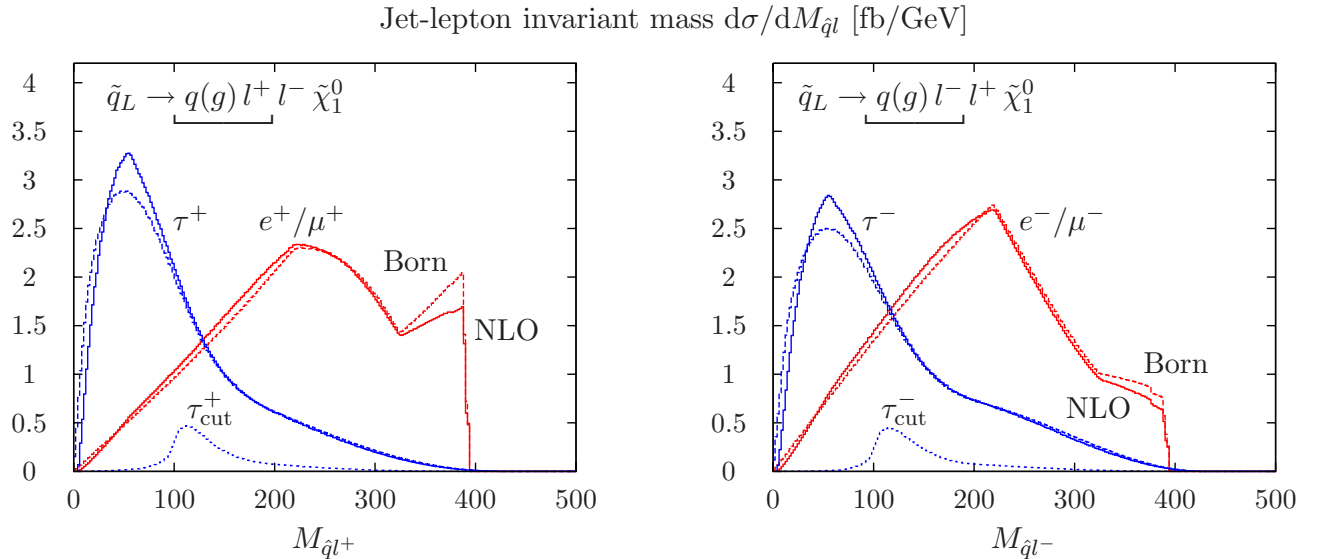 Jet-lepton invariant mass dσ/dM_{q̂l} [fb/GeV]
4
3.5
3
2.5
2
1.5
1
0.5
0
q̃_L → q(g) l⁺ l⁻ χ̃₁⁰
τ⁺
e⁺/μ⁺
Born
NLO
τ⁺_cut
0 100 200 300 400 500
M_{q̂l⁺}
4
3.5
3
2.5
2
1.5
1
0.5
0
q̃_L → q(g) l⁻ l⁺ χ̃₁⁰
τ⁻
e⁻/μ⁻
Born
NLO
τ⁻_cut
0 100 200 300 400 500
M_{q̂l⁻}